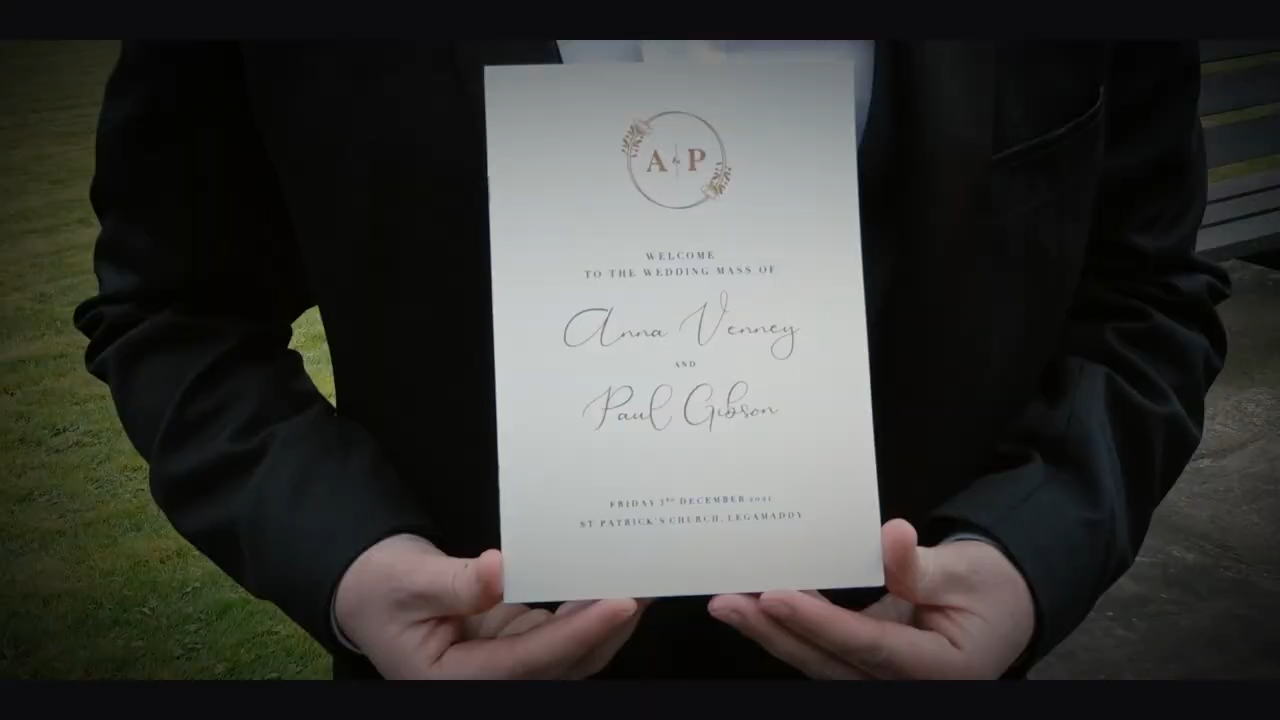 A & P
WELCOME
TO THE WEDDING MASS OF
Anna Venney
AND
Paul Gibson
FRIDAY 3RD DECEMBER 2021
ST PATRICK'S CHURCH, LEGAMADDY